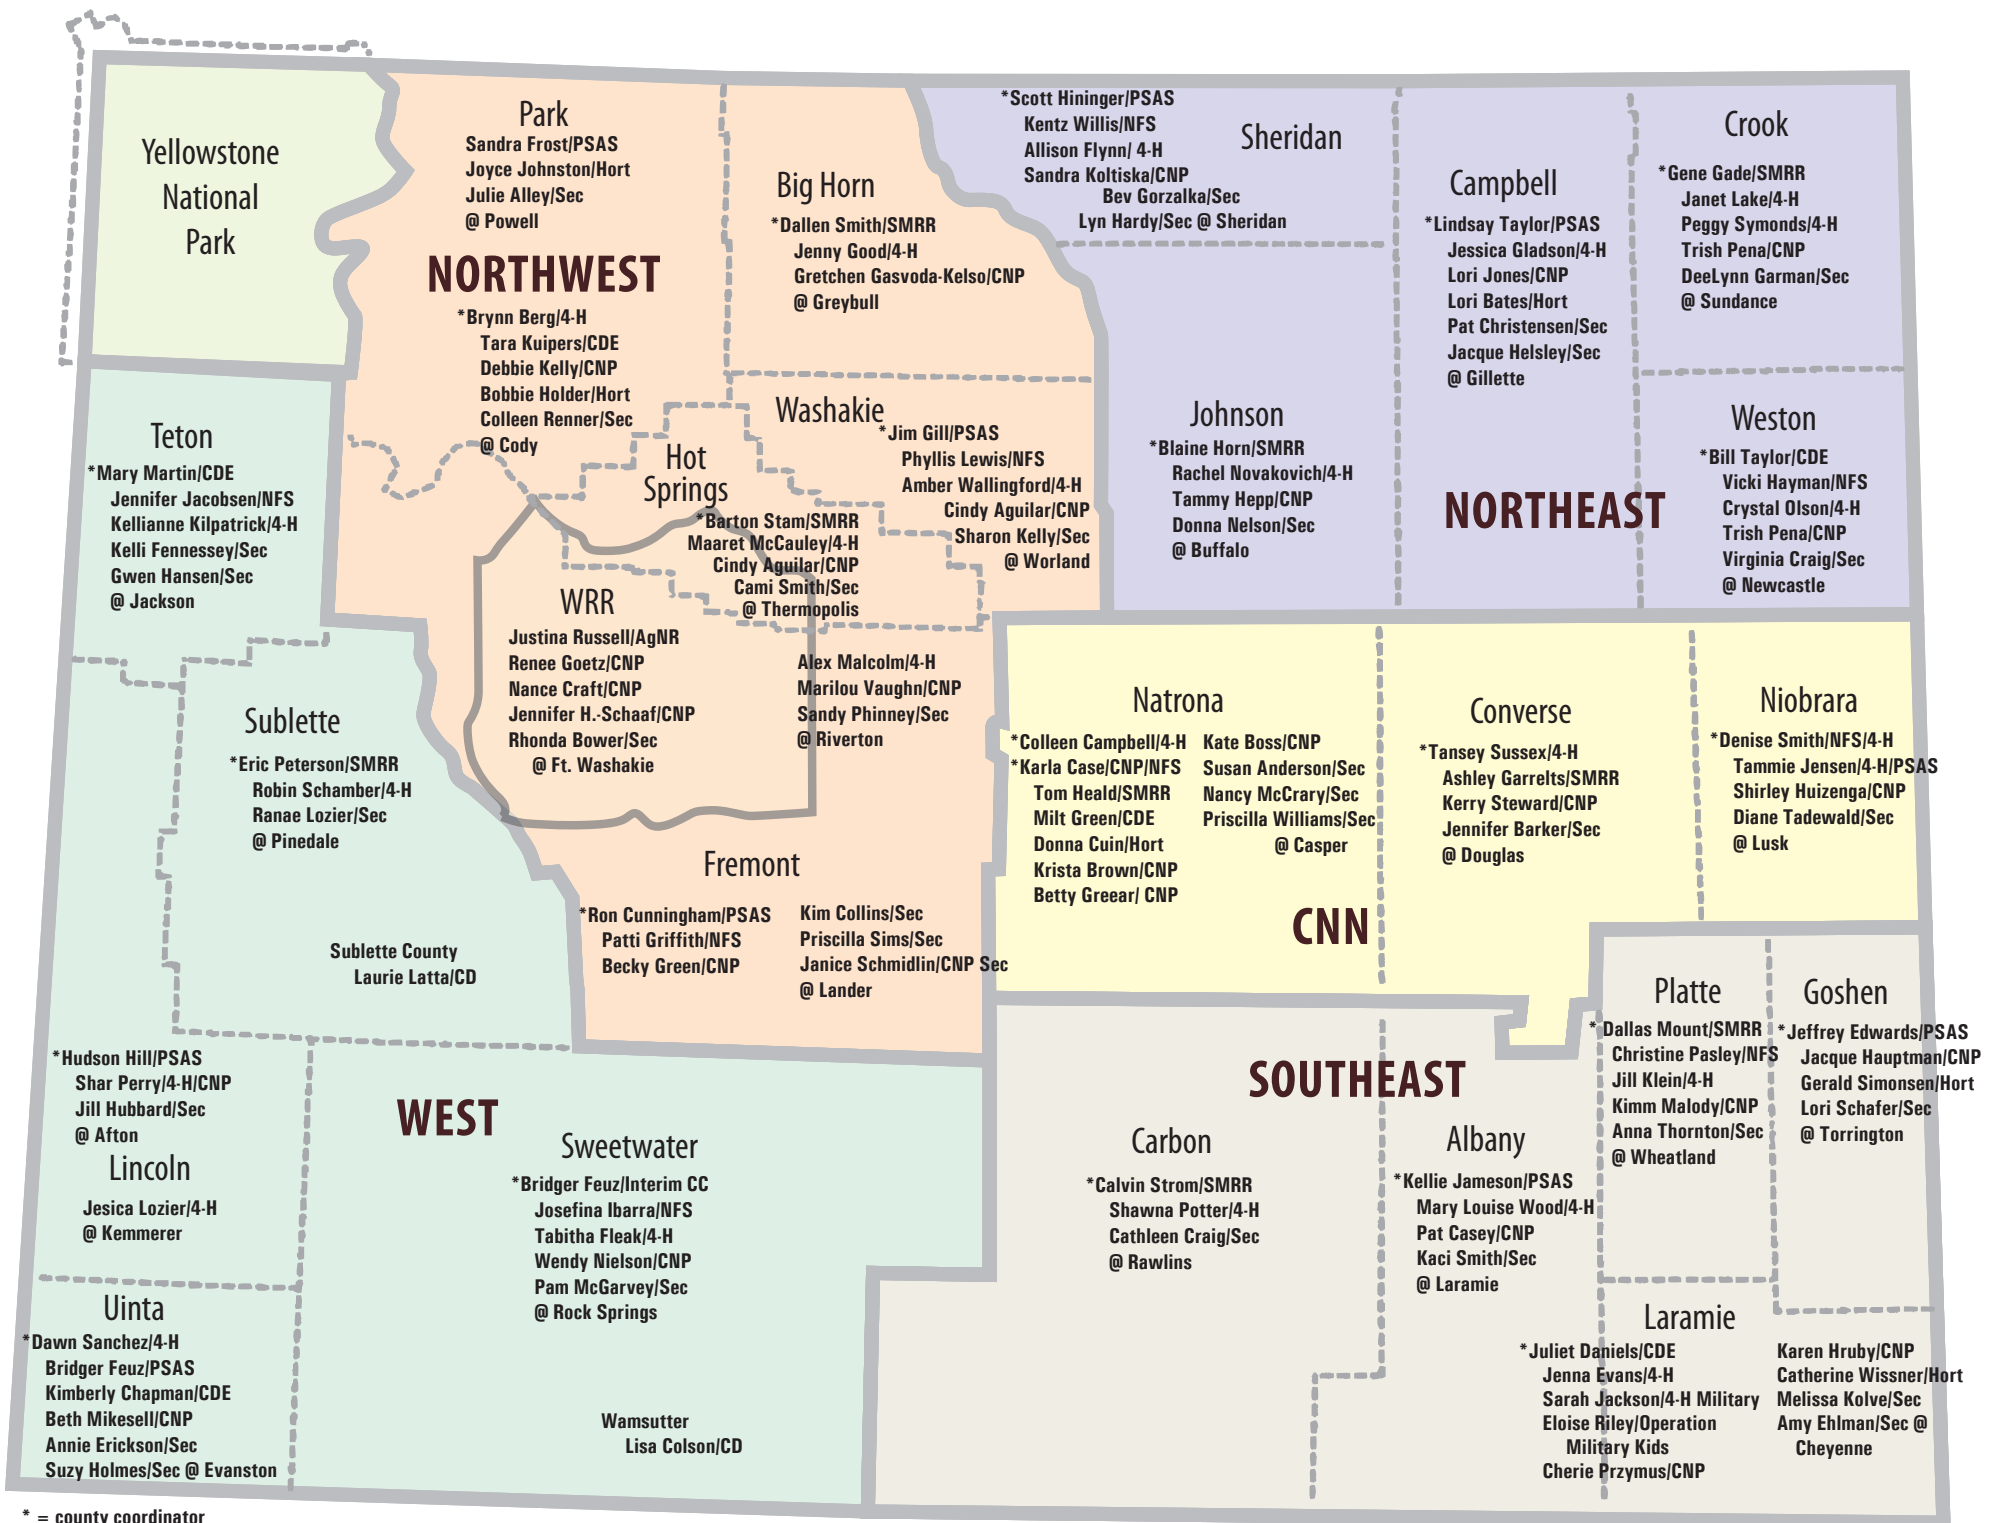 Yellowstone
National
Park
Park
Sandra Frost/PSAS
Joyce Johnston/Hort
Julie Alley/Sec
@ Powell
NORTHWEST
*Brynn Berg/4-H
Tara Kuipers/CDE
Debbie Kelly/CNP
Bobbie Holder/Hort
Colleen Renner/Sec
@ Cody
Big Horn
*Dallen Smith/SMRR
Jenny Good/4-H
Gretchen Gasvoda-Kelso/CNP
@ Greybull
*Scott Hininger/PSAS
Kentz Willis/NFS
Allison Flynn/ 4-H
Sandra Koltiska/CNP
Bev Gorzalka/Sec
Lyn Hardy/Sec @ Sheridan
Sheridan
Campbell
*Lindsay Taylor/PSAS
Jessica Gladson/4-H
Lori Jones/CNP
Lori Bates/Hort
Pat Christensen/Sec
Jacque Helsley/Sec
@ Gillette
Crook
*Gene Gade/SMRR
Janet Lake/4-H
Peggy Symonds/4-H
Trish Pena/CNP
DeeLynn Garman/Sec
@ Sundance
Teton
*Mary Martin/CDE
Jennifer Jacobsen/NFS
Kellianne Kilpatrick/4-H
Kelli Fennessey/Sec
Gwen Hansen/Sec
@ Jackson
Hot
Springs
*Barton Stam/SMRR
Maaret McCauley/4-H
Cindy Aguilar/CNP
Cami Smith/Sec
@ Thermopolis
Washakie
*Jim Gill/PSAS
Phyllis Lewis/NFS
Amber Wallingford/4-H
Cindy Aguilar/CNP
Sharon Kelly/Sec
@ Worland
Johnson
*Blaine Horn/SMRR
Rachel Novakovich/4-H
Tammy Hepp/CNP
Donna Nelson/Sec
@ Buffalo
NORTHEAST
Weston
*Bill Taylor/CDE
Vicki Hayman/NFS
Crystal Olson/4-H
Trish Pena/CNP
Virginia Craig/Sec
@ Newcastle
WRR
Justina Russell/AgNR
Renee Goetz/CNP
Nance Craft/CNP
Jennifer H.-Schaaf/CNP
Rhonda Bower/Sec
@ Ft. Washakie
Alex Malcolm/4-H
Marilou Vaughn/CNP
Sandy Phinney/Sec
@ Riverton
Sublette
*Eric Peterson/SMRR
Robin Schamber/4-H
Ranae Lozier/Sec
@ Pinedale
Sublette County
Laurie Latta/CD
Fremont
*Ron Cunningham/PSAS
Patti Griffith/NFS
Becky Green/CNP
Kim Collins/Sec
Priscilla Sims/Sec
Janice Schmidlin/CNP Sec
@ Lander
Natrona
*Colleen Campbell/4-H
*Karla Case/CNP/NFS
Tom Heald/SMRR
Milt Green/CDE
Donna Cuin/Hort
Krista Brown/CNP
Betty Greear/ CNP
Kate Boss/CNP
Susan Anderson/Sec
Nancy McCrary/Sec
Priscilla Williams/Sec
@ Casper
CNN
Converse
*Tansey Sussex/4-H
Ashley Garrelts/SMRR
Kerry Steward/CNP
Jennifer Barker/Sec
@ Douglas
Niobrara
*Denise Smith/NFS/4-H
Tammie Jensen/4-H/PSAS
Shirley Huizenga/CNP
Diane Tadewald/Sec
@ Lusk
*Hudson Hill/PSAS
Shar Perry/4-H/CNP
Jill Hubbard/Sec
@ Afton
Lincoln
Jesica Lozier/4-H
@ Kemmerer
WEST
Sweetwater
*Bridger Feuz/Interim CC
Josefina Ibarra/NFS
Tabitha Fleak/4-H
Wendy Nielson/CNP
Pam McGarvey/Sec
@ Rock Springs
Wamsutter
Lisa Colson/CD
Uinta
*Dawn Sanchez/4-H
Bridger Feuz/PSAS
Kimberly Chapman/CDE
Beth Mikesell/CNP
Annie Erickson/Sec
Suzy Holmes/Sec @ Evanston
SOUTHEAST
Carbon
*Calvin Strom/SMRR
Shawna Potter/4-H
Cathleen Craig/Sec
@ Rawlins
Albany
*Kellie Jameson/PSAS
Mary Louise Wood/4-H
Pat Casey/CNP
Kaci Smith/Sec
@ Laramie
Platte
* Dallas Mount/SMRR
Christine Pasley/NFS
Jill Klein/4-H
Kimm Malody/CNP
Anna Thornton/Sec
@ Wheatland
Goshen
*Jeffrey Edwards/PSAS
Jacque Hauptman/CNP
Gerald Simonsen/Hort
Lori Schafer/Sec
@ Torrington
Laramie
*Juliet Daniels/CDE
Jenna Evans/4-H
Sarah Jackson/4-H Military
Eloise Riley/Operation
Military Kids
Cherie Przymus/CNP
Karen Hruby/CNP
Catherine Wissner/Hort
Melissa Kolve/Sec
Amy Ehlman/Sec @
Cheyenne
* = county coordinator